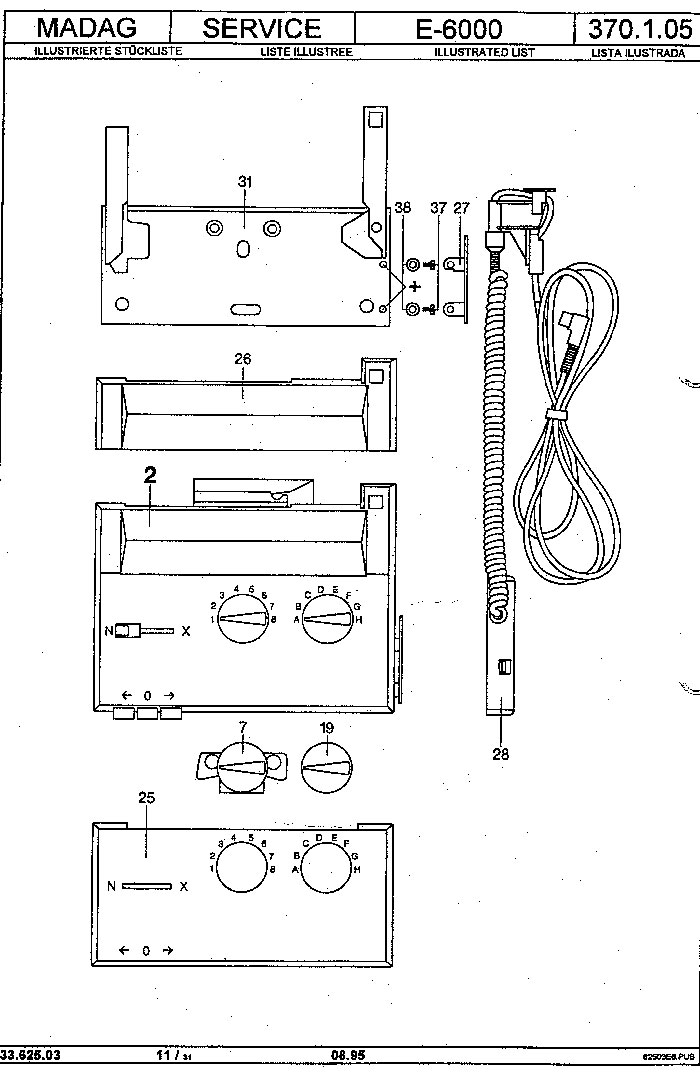 MADAG SERVICE E-6000 370.1.05
ILLUSTRIERTE STÜCKLISTE LISTE ILLUSTREE ILLUSTRATED LIST LISTA ILUSTRADA
31
38 37 27
26
2
1 2 3 4 5 6 7 8
A B C D E F G H
N X
← 0 →
7 19
28
25
1 2 3 4 5 6 7 8
A B C D E F G H
N X
← 0 →
33.625.03 11 / 31 08.95 62503E6.PUB